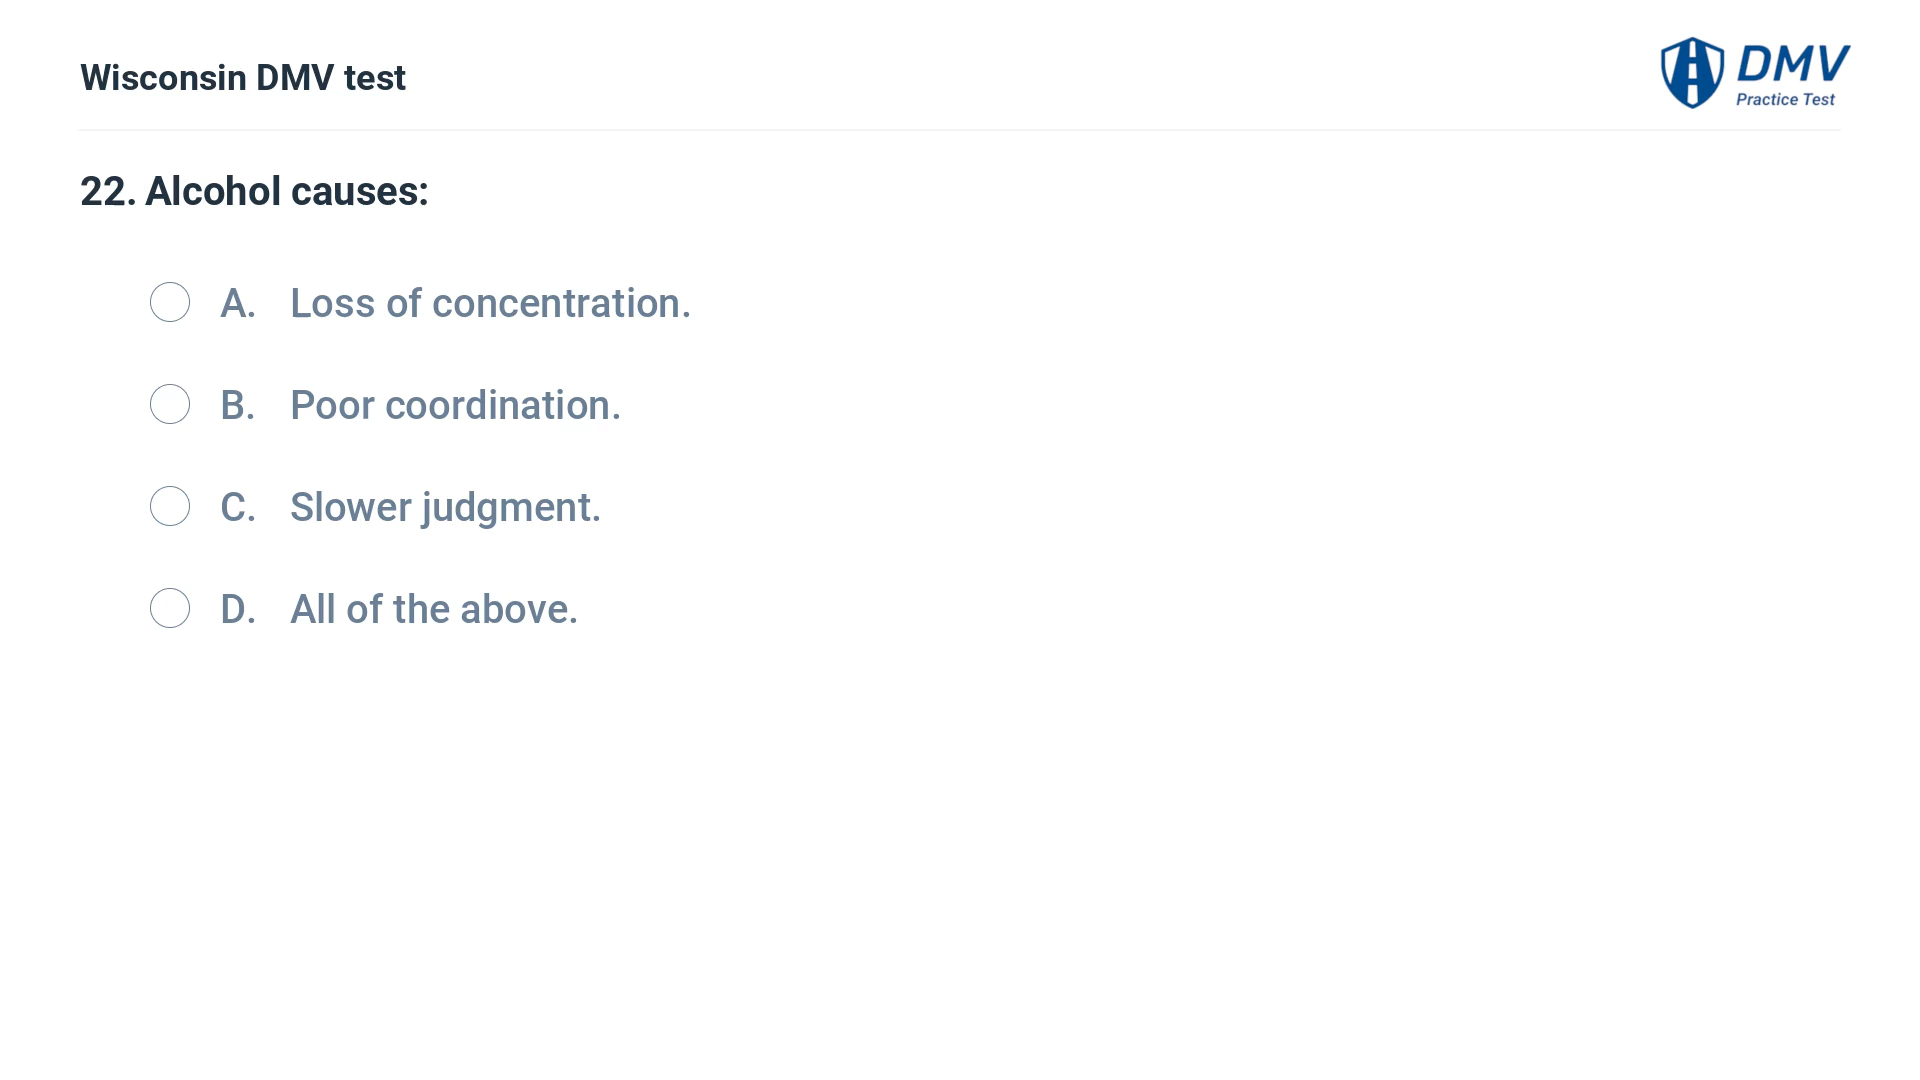 Wisconsin DMV test
DMV
Practice Test
22. Alcohol causes:
A. Loss of concentration.
B. Poor coordination.
C. Slower judgment.
D. All of the above.